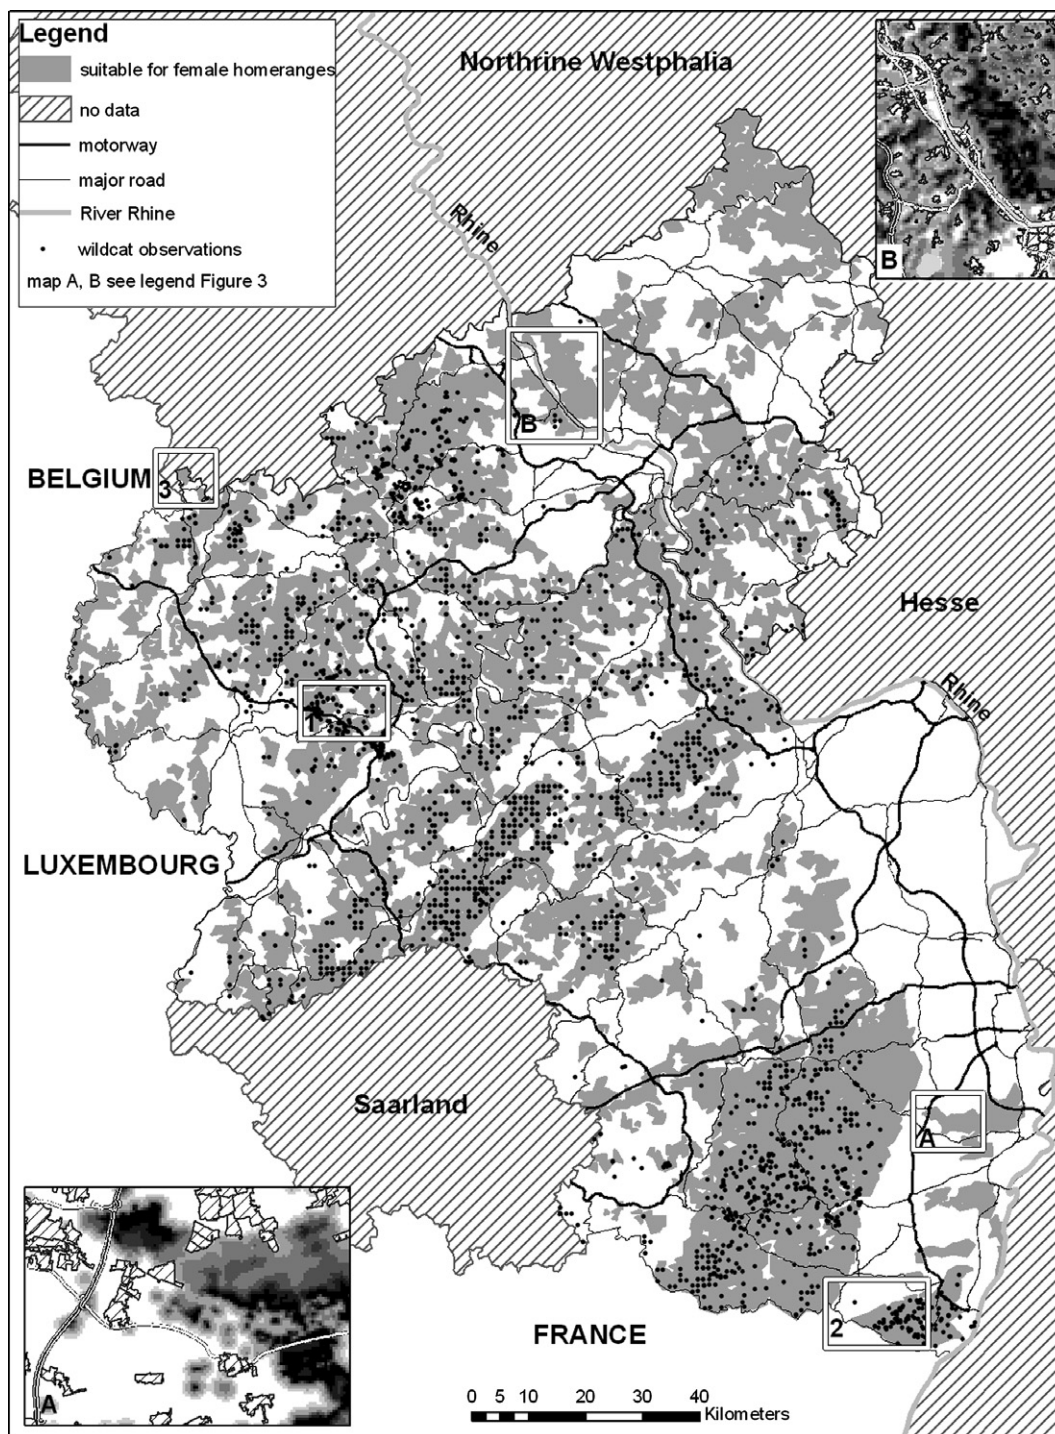 Legend
suitable for female homeranges
no data
motorway
major road
River Rhine
wildcat observations
map A, B see legend Figure 3
Northrine Westphalia
B
Rhine
B
BELGIUM
3
Hesse
Rhine
1
LUXEMBOURG
Saarland
A
A
2
FRANCE
0 5 10 20 30 40
Kilometers